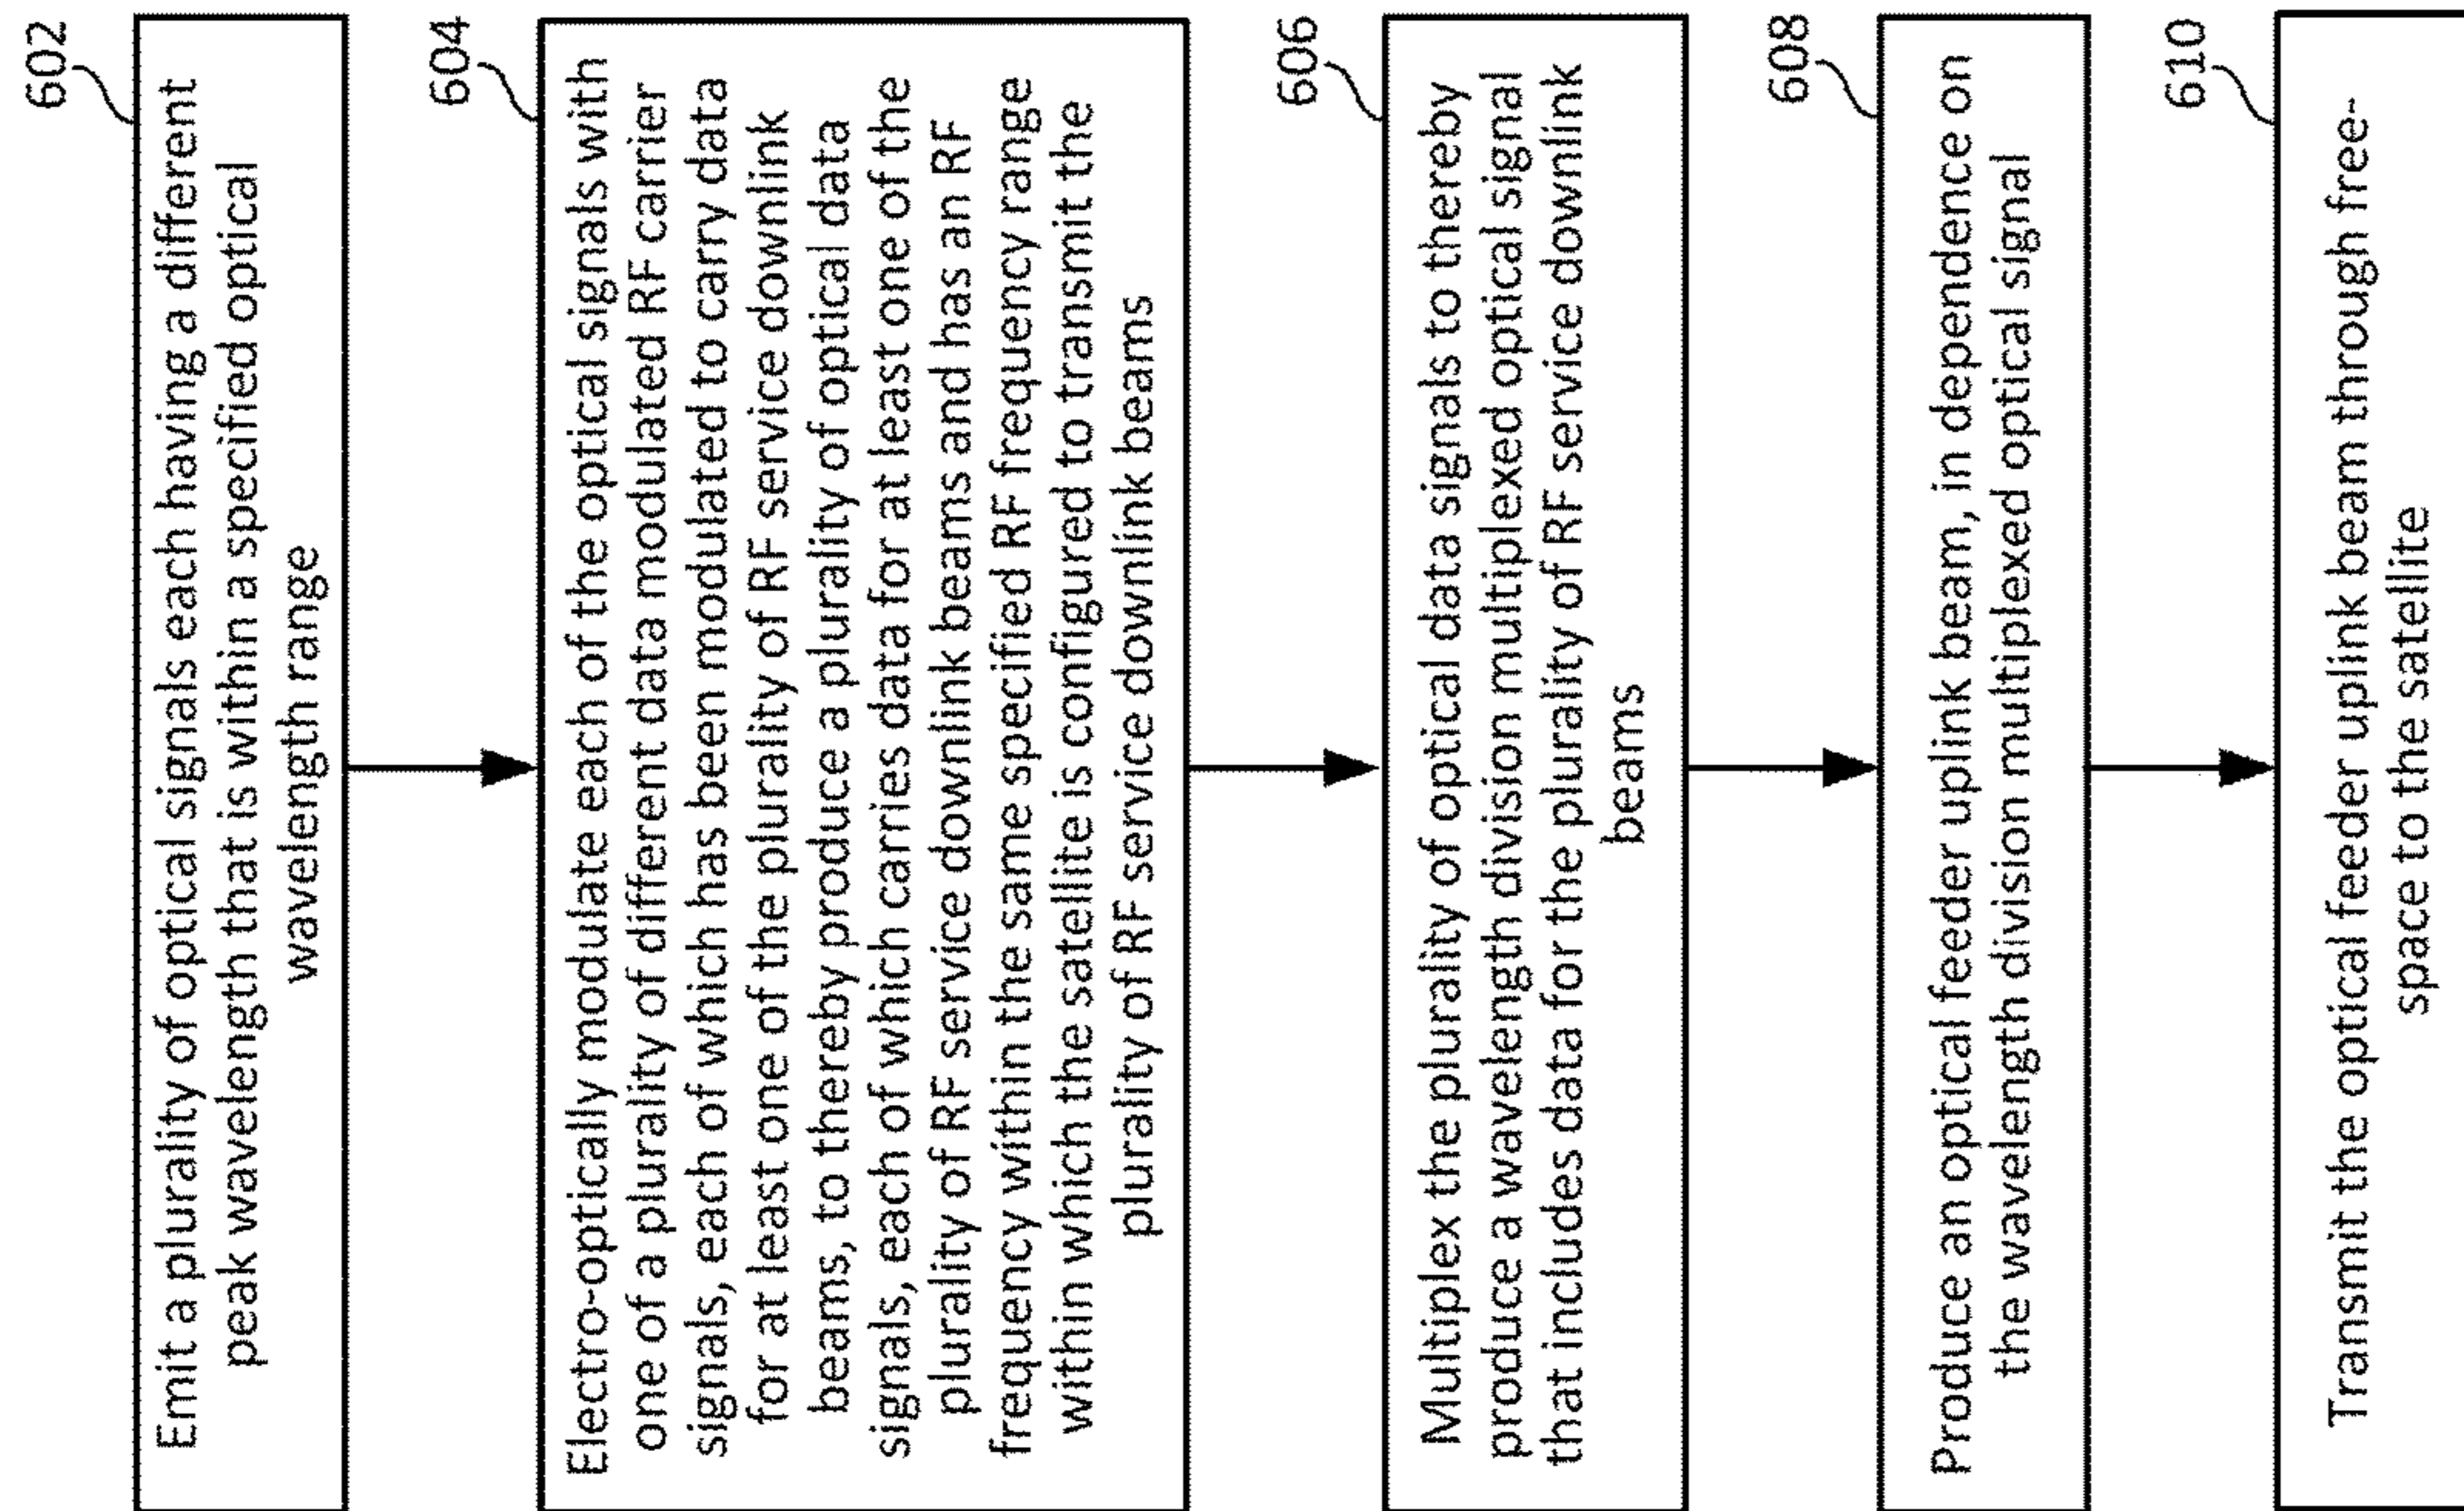 602
Emit a plurality of optical signals each having a different
peak wavelength that is within a specified optical
wavelength range
604
Electro-optically modulate each of the optical signals with
one of a plurality of different data modulated RF carrier
signals, each of which has been modulated to carry data
for at least one of the plurality of RF service downlink
beams, to thereby produce a plurality of optical data
signals, each of which carries data for at least one of the
plurality of RF service downlink beams and has an RF
frequency within the same specified RF frequency range
within which the satellite is configured to transmit the
plurality of RF service downlink beams
606
Multiplex the plurality of optical data signals to thereby
produce a wavelength division multiplexed optical signal
that includes data for the plurality of RF service downlink
beams
608
Produce an optical feeder uplink beam, in dependence on
the wavelength division multiplexed optical signal
610
Transmit the optical feeder uplink beam through free-
space to the satellite